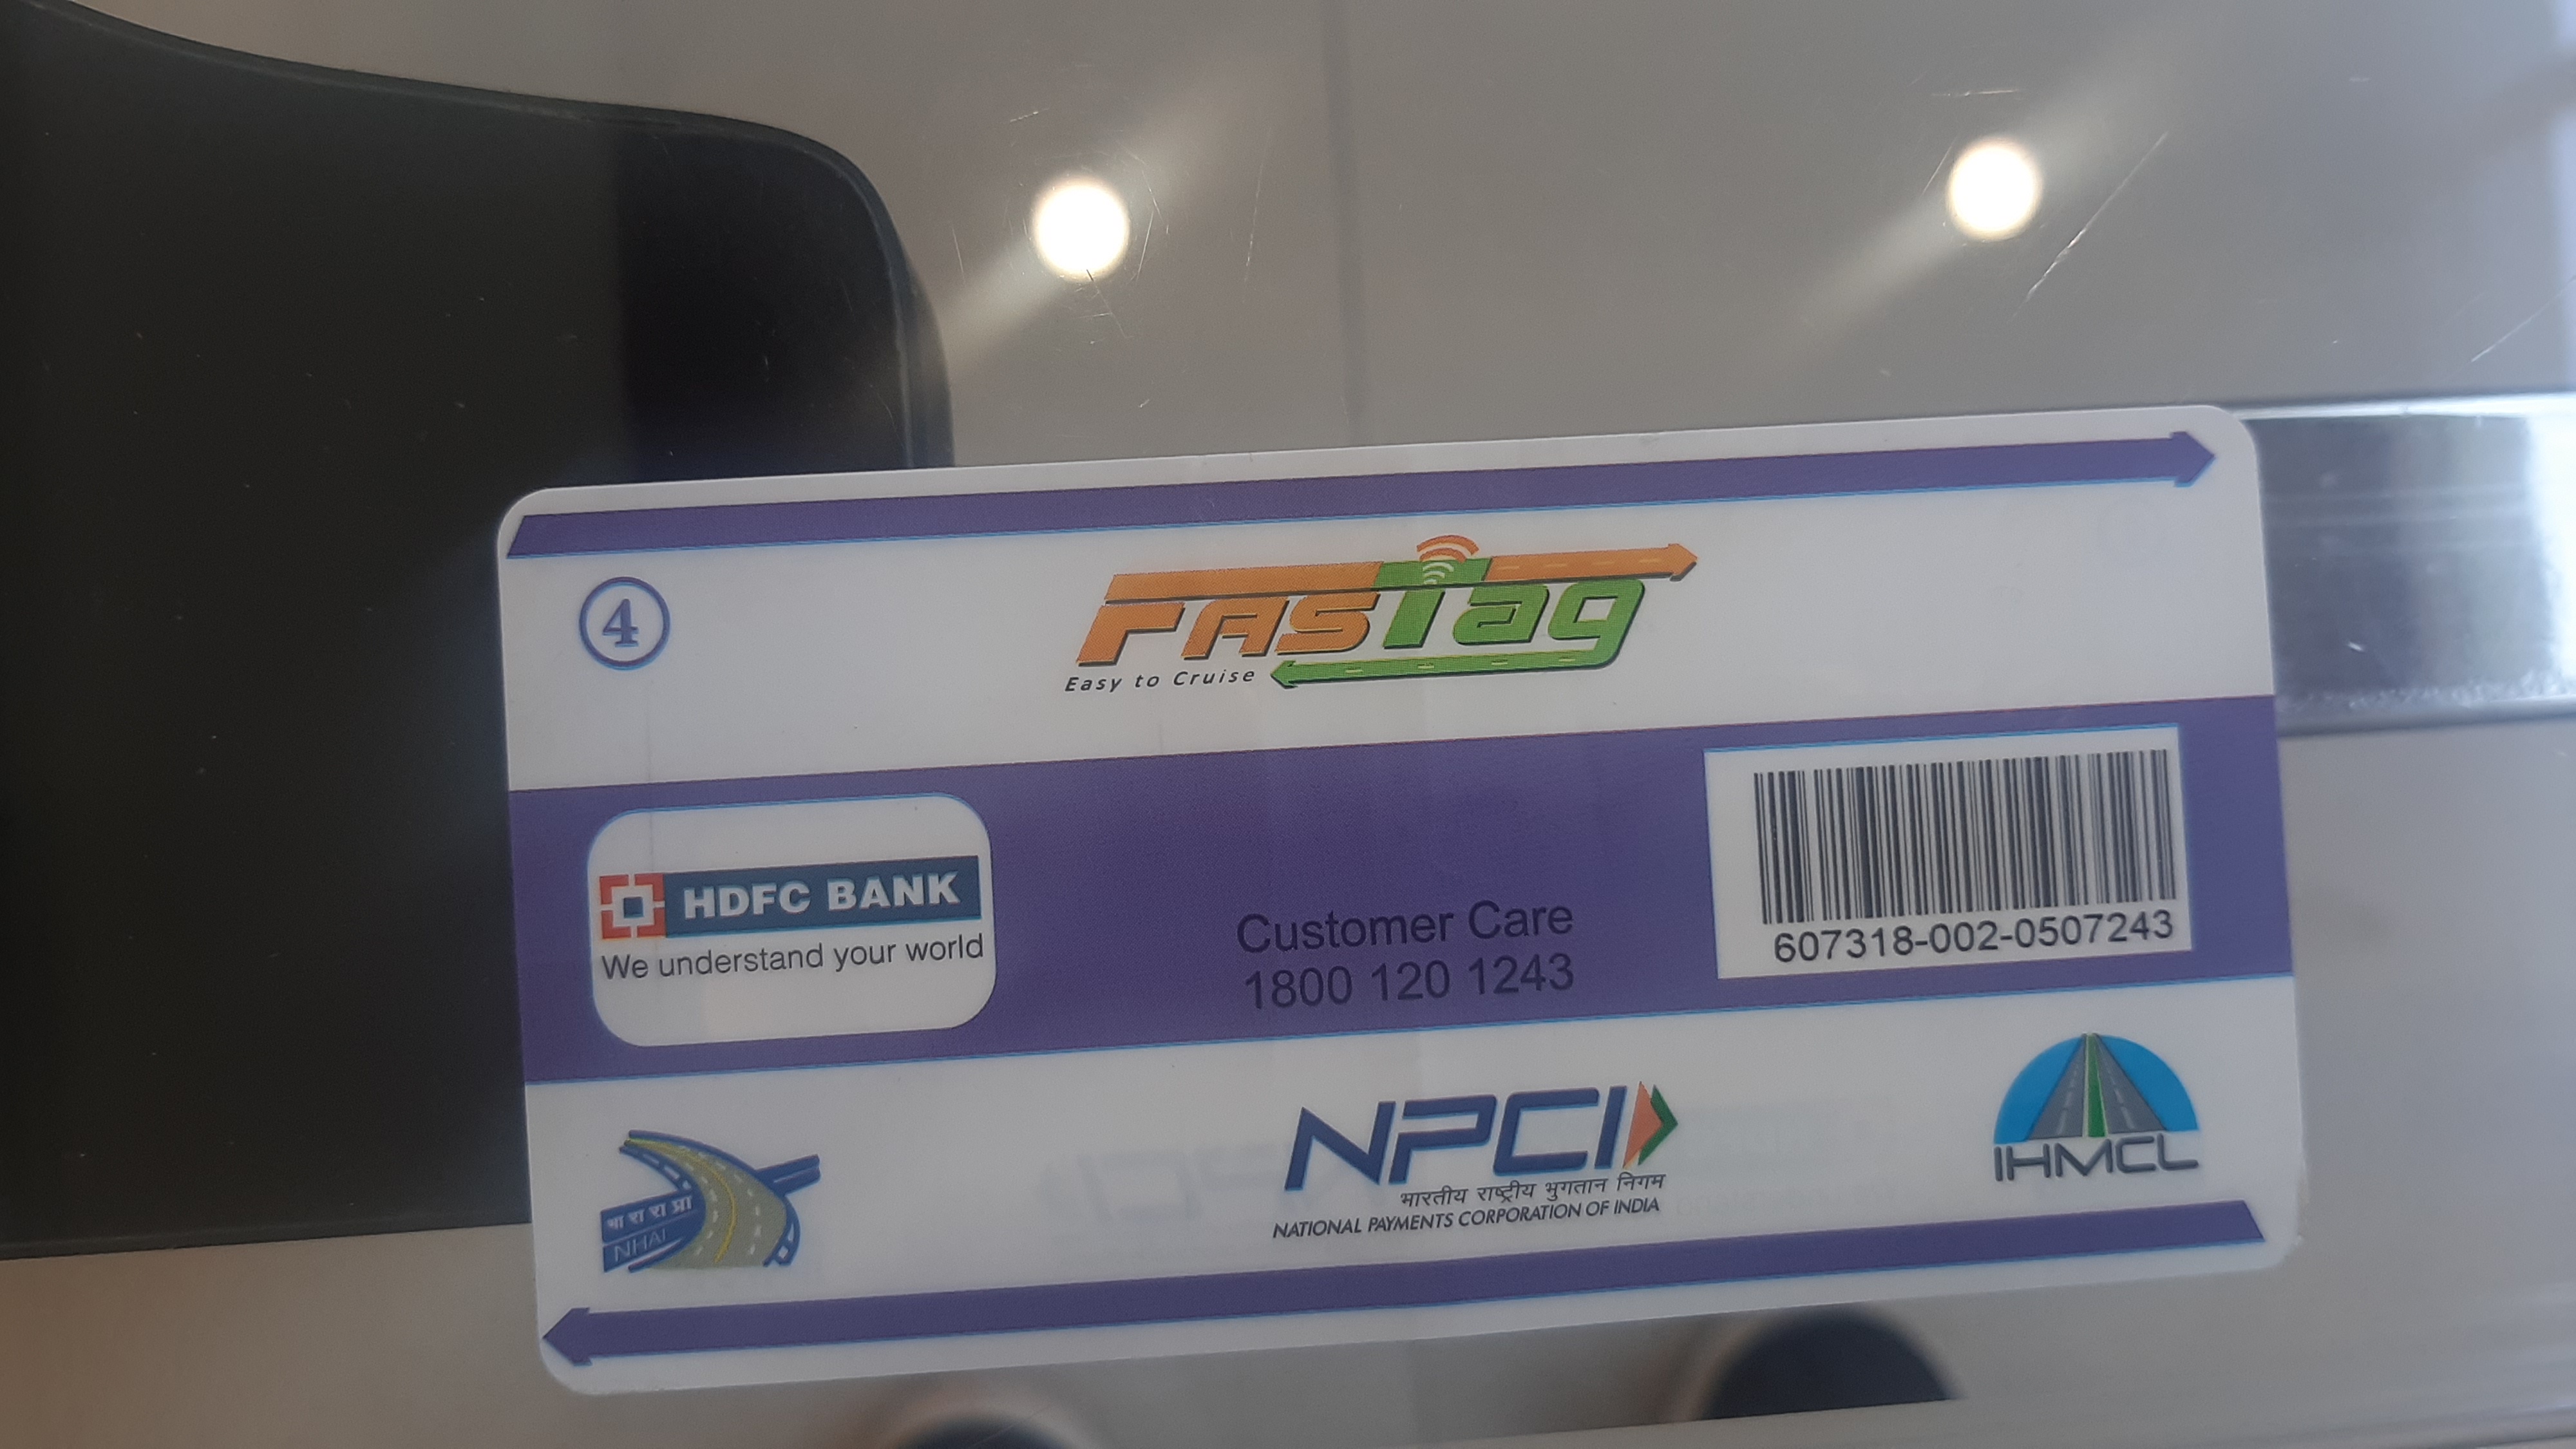 4
FASTag
Easy to Cruise
HDFC BANK
We understand your world
Customer Care
1800 120 1243
607318-002-0507243
भा रा रा प्रा
NHAI
NPCI
भारतीय राष्ट्रीय भुगतान निगम
NATIONAL PAYMENTS CORPORATION OF INDIA
IHMCL